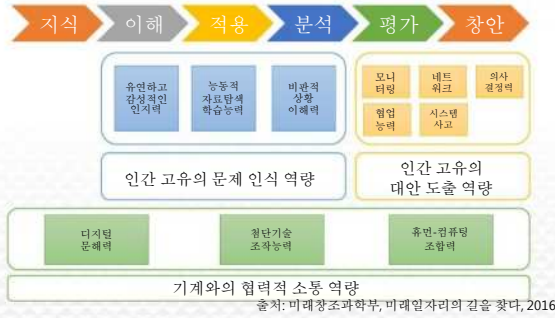 지식 이해 적용 분석 평가 창안
유연하고
감성적인
인지력
능동적
자료탐색
학습능력
비판적
상황
이해력
모니
터링
네트
워크
의사
결정력
협업
능력
시스템
사고
인간 고유의 문제 인식 역량
인간 고유의
대안 도출 역량
디지털
문해력
첨단기술
조작능력
휴먼-컴퓨팅
조합력
기계와의 협력적 소통 역량
출처: 미래창조과학부, 미래일자리의 길을 찾다, 2016